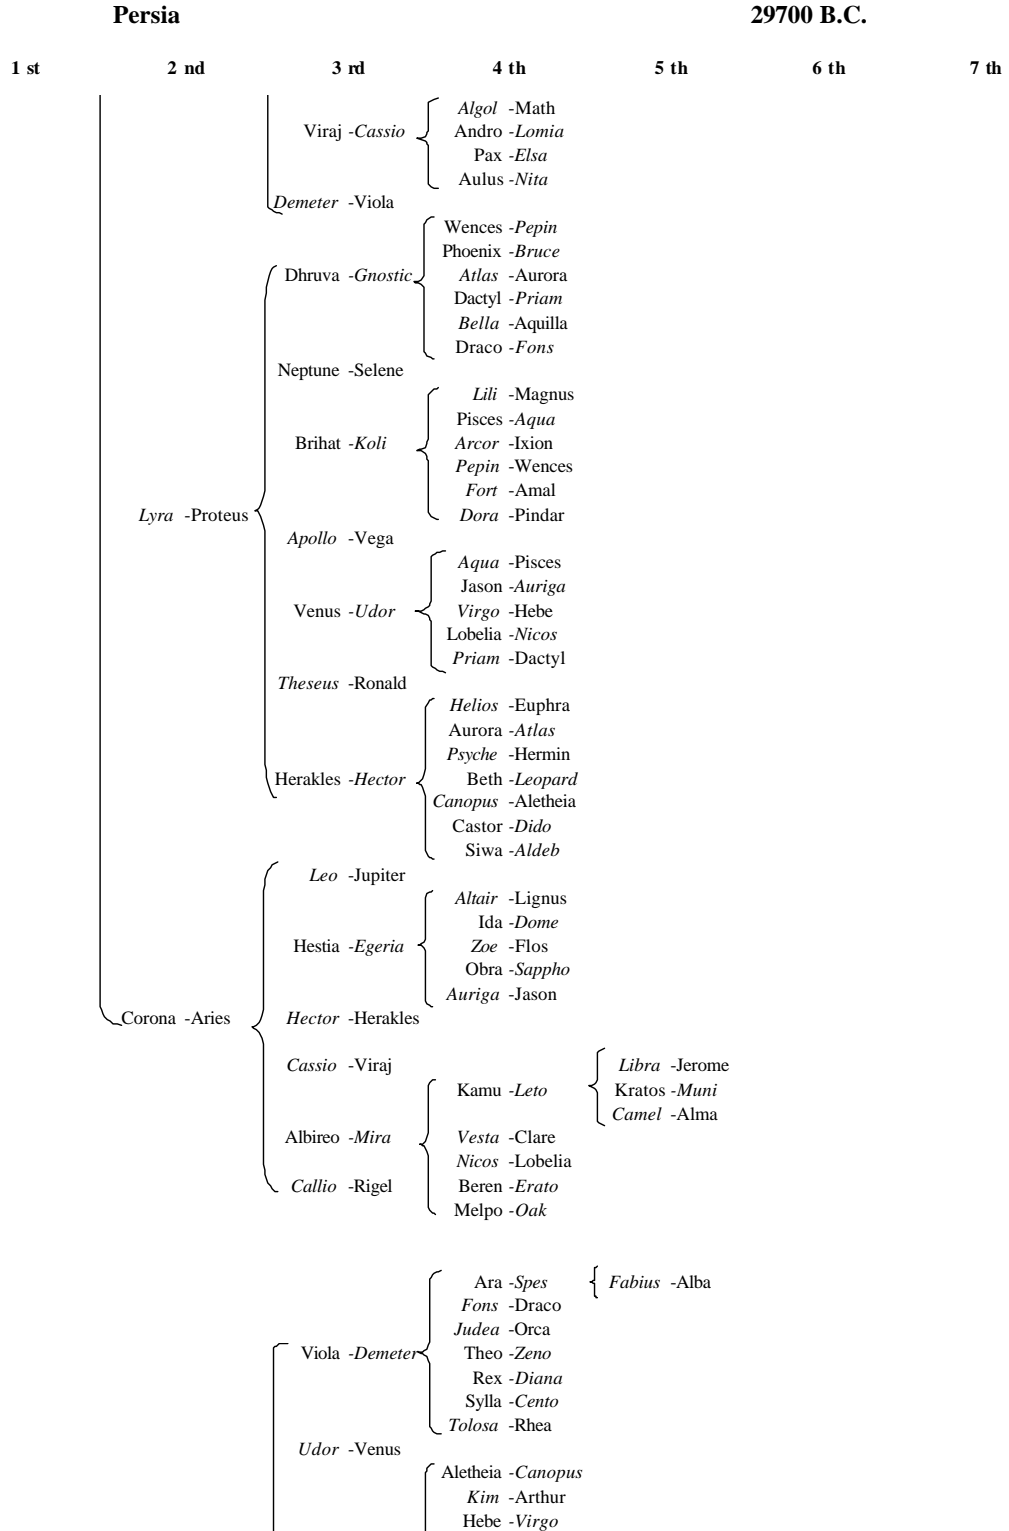 Persia 29700 B.C.
1 st 2 nd 3 rd 4 th 5 th 6 th 7 th
Algol -Math
Viraj -Cassio Andro -Lomia
Pax -Elsa
Aulus -Nita
Demeter -Viola
Wences -Pepin
Phoenix -Bruce
Dhruva -Gnostic Atlas -Aurora
Dactyl -Priam
Bella -Aquilla
Draco -Fons
Neptune -Selene
Lili -Magnus
Pisces -Aqua
Brihat -Koli Arcor -Ixion
Pepin -Wences
Fort -Amal
Lyra -Proteus Dora -Pindar
Apollo -Vega
Aqua -Pisces
Jason -Auriga
Venus -Udor Virgo -Hebe
Lobelia -Nicos
Priam -Dactyl
Theseus -Ronald
Helios -Euphra
Aurora -Atlas
Psyche -Hermin
Herakles -Hector Beth -Leopard
Canopus -Aletheia
Castor -Dido
Siwa -Aldeb
Leo -Jupiter
Altair -Lignus
Ida -Dome
Hestia -Egeria Zoe -Flos
Obra -Sappho
Auriga -Jason
Corona -Aries Hector -Herakles
Cassio -Viraj Libra -Jerome
Kamu -Leto Kratos -Muni
Camel -Alma
Albireo -Mira Vesta -Clare
Nicos -Lobelia
Callio -Rigel Beren -Erato
Melpo -Oak
Ara -Spes Fabius -Alba
Fons -Draco
Judea -Orca
Viola -Demeter Theo -Zeno
Rex -Diana
Sylla -Cento
Tolosa -Rhea
Udor -Venus
Aletheia -Canopus
Kim -Arthur
Hebe -Virgo